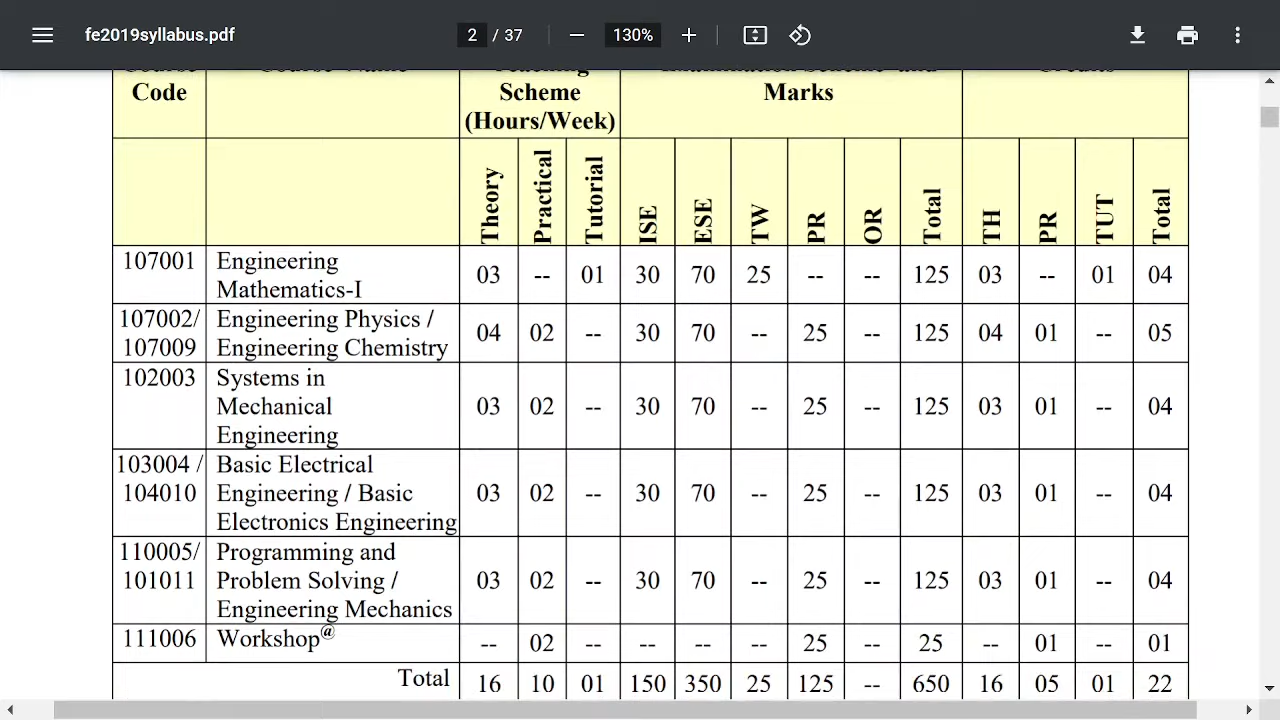 fe2019syllabus.pdf 2 / 37 130%
Course Course Name Teaching Examination Scheme and Credits
Code Scheme Marks
(Hours/Week)
Theory Practical Tutorial ISE ESE TW PR OR Total TH PR TUT Total
107001 Engineering
Mathematics-I 03 -- 01 30 70 25 -- -- 125 03 -- 01 04
107002/ Engineering Physics /
107009 Engineering Chemistry 04 02 -- 30 70 -- 25 -- 125 04 01 -- 05
102003 Systems in
Mechanical 03 02 -- 30 70 -- 25 -- 125 03 01 -- 04
Engineering
103004 / Basic Electrical
104010 Engineering / Basic 03 02 -- 30 70 -- 25 -- 125 03 01 -- 04
Electronics Engineering
110005/ Programming and
101011 Problem Solving / 03 02 -- 30 70 -- 25 -- 125 03 01 -- 04
Engineering Mechanics
111006 Workshop@ -- 02 -- -- -- -- 25 -- 25 -- 01 -- 01
Total 16 10 01 150 350 25 125 -- 650 16 05 01 22